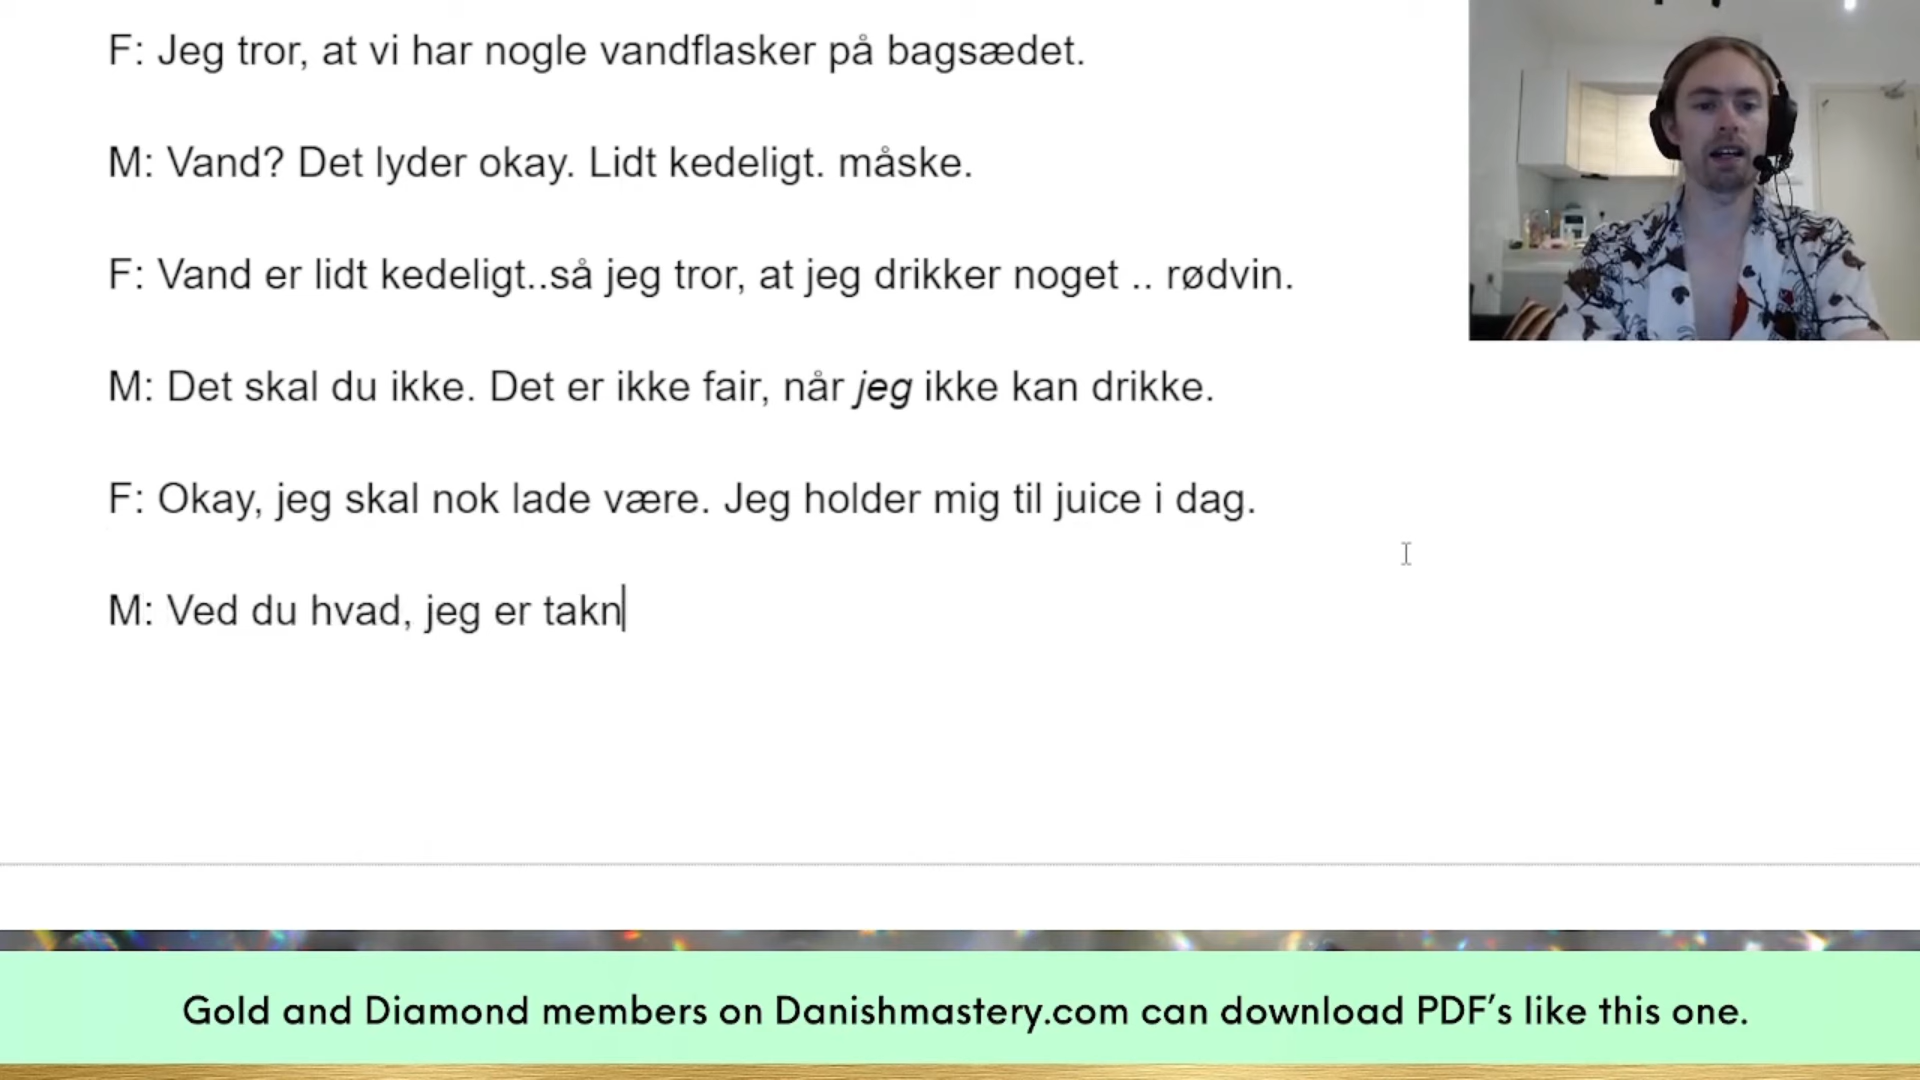 F: Jeg tror, at vi har nogle vandflasker på bagsædet.
M: Vand? Det lyder okay. Lidt kedeligt. måske.
F: Vand er lidt kedeligt..så jeg tror, at jeg drikker noget .. rødvin.
M: Det skal du ikke. Det er ikke fair, når jeg ikke kan drikke.
F: Okay, jeg skal nok lade være. Jeg holder mig til juice i dag.
M: Ved du hvad, jeg er takn
Gold and Diamond members on Danishmastery.com can download PDF’s like this one.